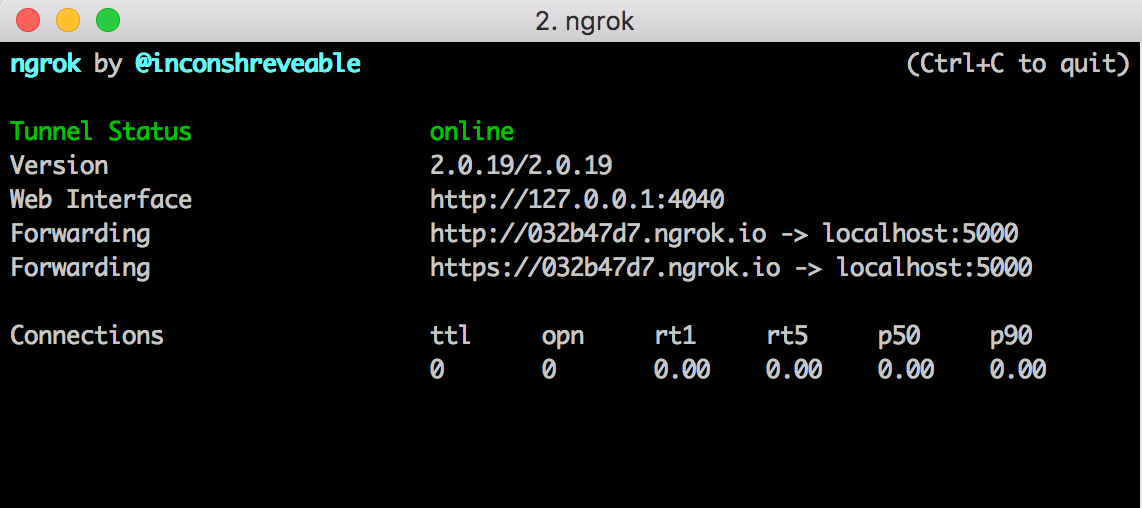 2. ngrok
ngrok by @inconshreveable (Ctrl+C to quit)
Tunnel Status online
Version 2.0.19/2.0.19
Web Interface http://127.0.0.1:4040
Forwarding http://032b47d7.ngrok.io -> localhost:5000
Forwarding https://032b47d7.ngrok.io -> localhost:5000
Connections ttl opn rt1 rt5 p50 p90
0 0 0.00 0.00 0.00 0.00